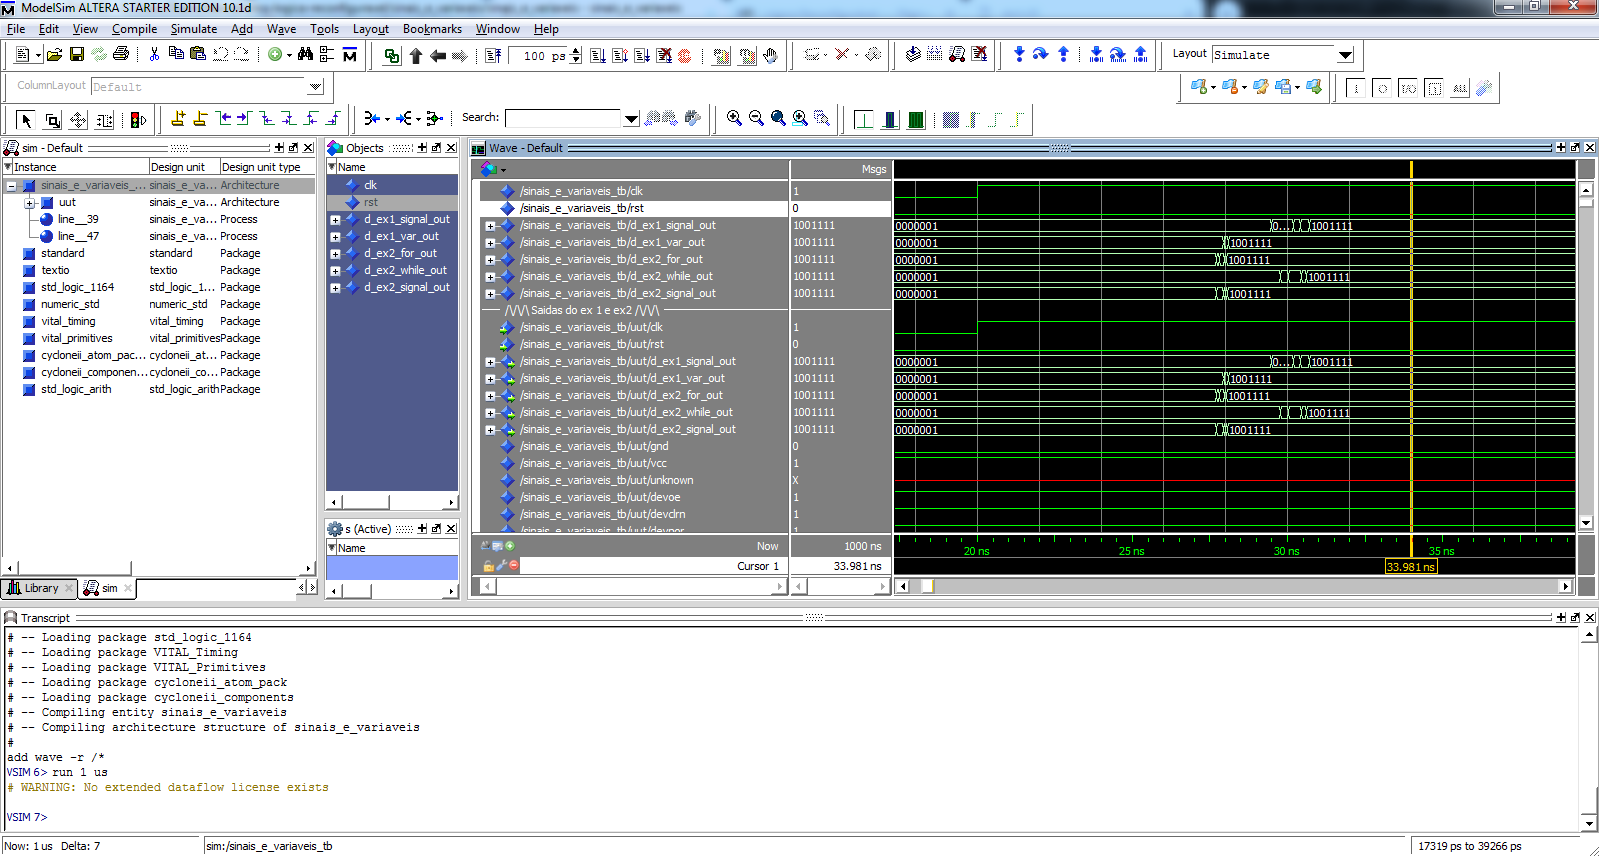 ModelSim ALTERA STARTER EDITION 10.1d
File Edit View Compile Simulate Add Wave Tools Layout Bookmarks Window Help
100 ps
Layout Simulate
ColumnLayout Default
Search:
sim - Default
Instance Design unit Design unit type
sinais_e_variaveis_... sinais_e_va... Architecture
uut sinais_e_va... Architecture
line__39 sinais_e_va... Process
line__47 sinais_e_va... Process
standard standard Package
textio textio Package
std_logic_1164 std_logic_1... Package
numeric_std numeric_std Package
vital_timing vital_timing Package
vital_primitives vital_primitives Package
cycloneii_atom_pac... cycloneii_at... Package
cycloneii_componen... cycloneii_co... Package
std_logic_arith std_logic_arith Package
Library sim
Objects
Name
clk
rst
d_ex1_signal_out
d_ex1_var_out
d_ex2_for_out
d_ex2_while_out
d_ex2_signal_out
s (Active)
Name
Wave - Default
Msgs
/sinais_e_variaveis_tb/clk 1
/sinais_e_variaveis_tb/rst 0
/sinais_e_variaveis_tb/d_ex1_signal_out 1001111 0000001 0... 1001111
/sinais_e_variaveis_tb/d_ex1_var_out 1001111 0000001 1001111
/sinais_e_variaveis_tb/d_ex2_for_out 1001111 0000001 1001111
/sinais_e_variaveis_tb/d_ex2_while_out 1001111 0000001 1001111
/sinais_e_variaveis_tb/d_ex2_signal_out 1001111 0000001 1001111
/\/\/\ Saidas do ex 1 e ex2 /\/\/\
/sinais_e_variaveis_tb/uut/clk 1
/sinais_e_variaveis_tb/uut/rst 0
/sinais_e_variaveis_tb/uut/d_ex1_signal_out 1001111 0000001 0... 1001111
/sinais_e_variaveis_tb/uut/d_ex1_var_out 1001111 0000001 1001111
/sinais_e_variaveis_tb/uut/d_ex2_for_out 1001111 0000001 1001111
/sinais_e_variaveis_tb/uut/d_ex2_while_out 1001111 0000001 1001111
/sinais_e_variaveis_tb/uut/d_ex2_signal_out 1001111 0000001 1001111
/sinais_e_variaveis_tb/uut/gnd 0
/sinais_e_variaveis_tb/uut/vcc 1
/sinais_e_variaveis_tb/uut/unknown X
/sinais_e_variaveis_tb/uut/devoe 1
/sinais_e_variaveis_tb/uut/devclrn 1
/sinais_e_variaveis_tb/uut/devpor 1
Now 1000 ns 20 ns 25 ns 30 ns 35 ns
Cursor 1 33.981 ns 33.981 ns
Transcript
# -- Loading package std_logic_1164
# -- Loading package VITAL_Timing
# -- Loading package VITAL_Primitives
# -- Loading package cycloneii_atom_pack
# -- Loading package cycloneii_components
# -- Compiling entity sinais_e_variaveis
# -- Compiling architecture structure of sinais_e_variaveis
#
add wave -r /*
VSIM 6> run 1 us
# WARNING: No extended dataflow license exists
VSIM 7>
Now: 1 us Delta: 7 sim:/sinais_e_variaveis_tb 17319 ps to 39266 ps